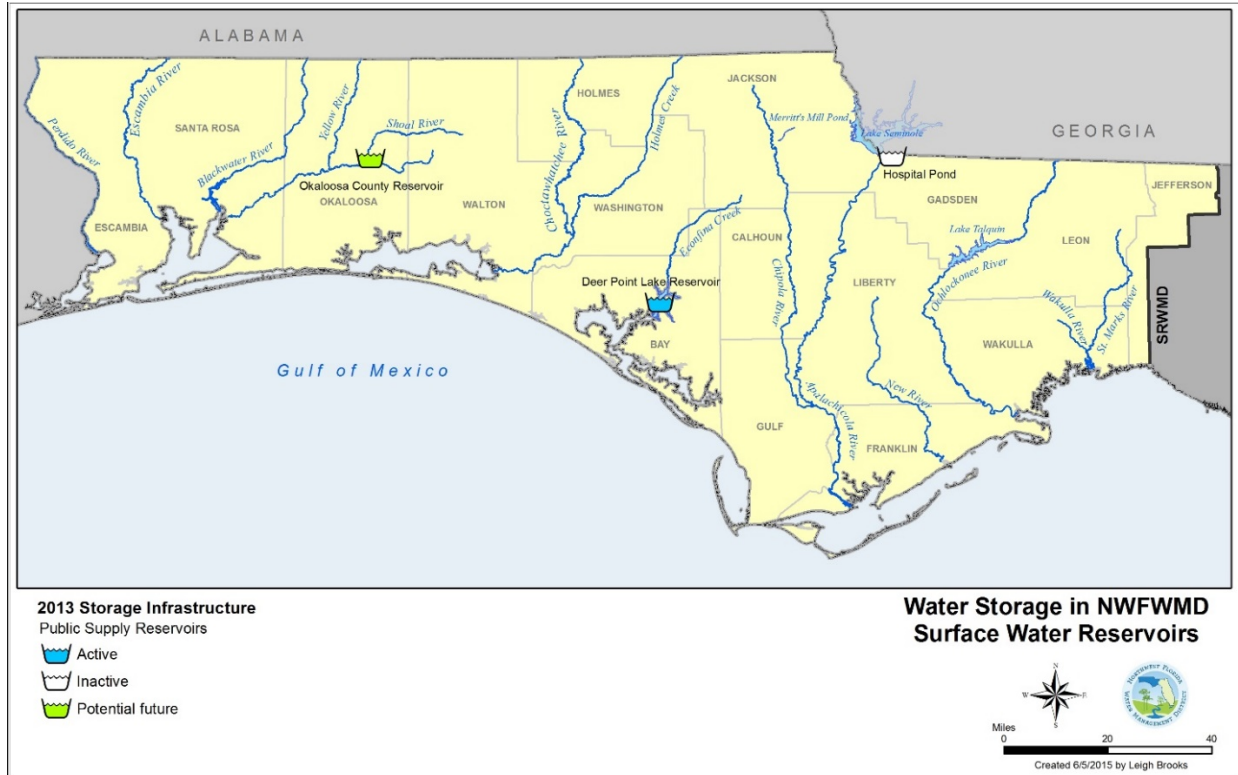 ALABAMA
GEORGIA
JACKSON
HOLMES
Escambia River
Yellow River
Shoal River
Choctawhatchee River
Holmes Creek
Merritt's Mill Pond
Lake Seminole
SANTA ROSA
Perdido River
Blackwater River
Okaloosa County Reservoir
OKALOOSA
WALTON
WASHINGTON
Econfina Creek
CALHOUN
Hospital Pond
GADSDEN
JEFFERSON
ESCAMBIA
Lake Talquin
LEON
Deer Point Lake Reservoir
Chipola River
LIBERTY
Ochlockonee River
Wakulla River
St. Marks River
SRWMD
BAY
WAKULLA
Gulf of Mexico
Apalachicola River
New River
GULF
FRANKLIN
2013 Storage Infrastructure
Public Supply Reservoirs
Active
Inactive
Potential future
Water Storage in NWFWMD
Surface Water Reservoirs
N
W
E
S
NORTHWEST FLORIDA
WATER MANAGEMENT DISTRICT
Miles
0 20 40
Created 6/5/2015 by Leigh Brooks